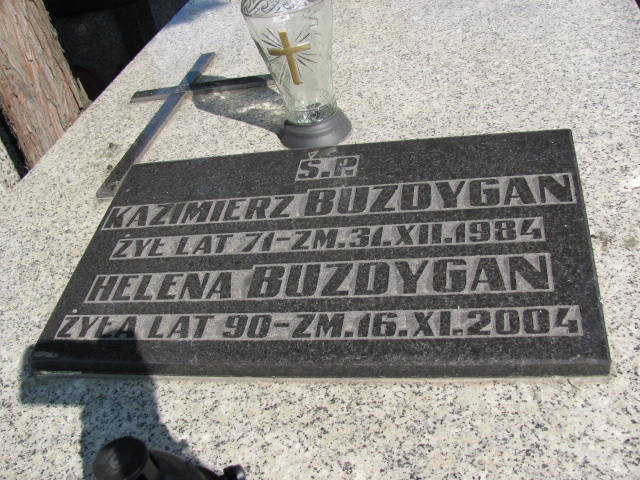 Ś.P.
KAZIMIERZ BUZDYGAN
ŻYŁ LAT 71-ZM.31.XII.1984
HELENA BUZDYGAN
ŻYŁA LAT 90-ZM.16.XI.2004